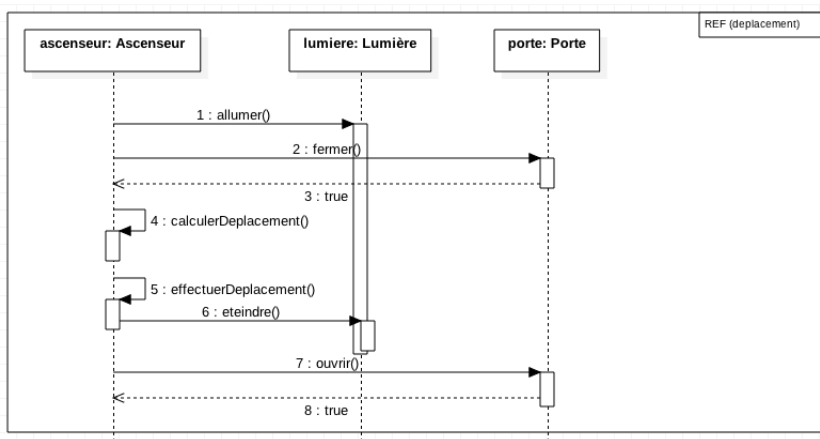 REF (deplacement)
ascenseur: Ascenseur
lumiere: Lumière
porte: Porte
1 : allumer()
2 : fermer()
3 : true
4 : calculerDeplacement()
5 : effectuerDeplacement()
6 : eteindre()
7 : ouvrir()
8 : true